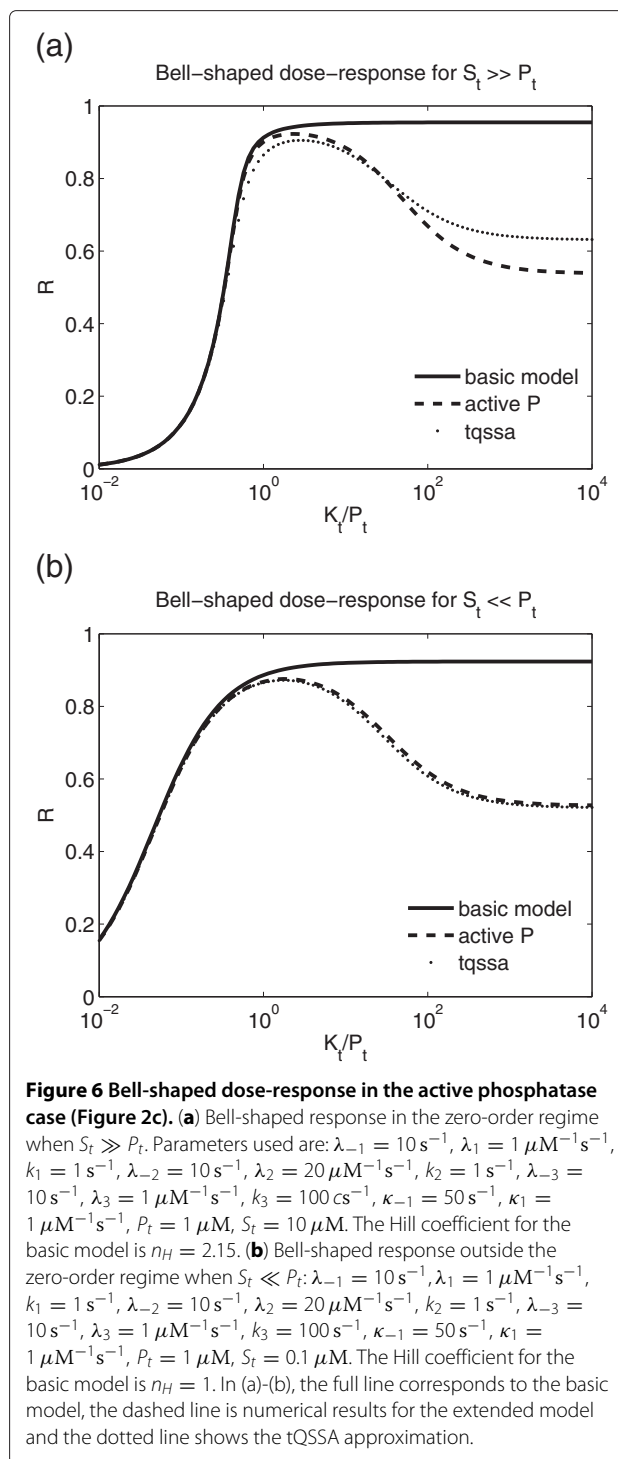 (a)
Bell−shaped dose−response for S_t >> P_t
1
0.8
0.6
R
0.4
0.2
0
basic model
active P
tqssa
10^−2 10^0 10^2 10^4
K_t/P_t
(b)
Bell−shaped dose−response for S_t << P_t
1
0.8
0.6
R
0.4
0.2
0
basic model
active P
tqssa
10^−2 10^0 10^2 10^4
K_t/P_t
Figure 6 Bell-shaped dose-response in the active phosphatase
case (Figure 2c). (a) Bell-shaped response in the zero-order regime
when S_t ≫ P_t. Parameters used are: λ_−1 = 10 s^−1, λ_1 = 1 μM^−1s^−1,
k_1 = 1 s^−1, λ_−2 = 10 s^−1, λ_2 = 20 μM^−1s^−1, k_2 = 1 s^−1, λ_−3 =
10 s^−1, λ_3 = 1 μM^−1s^−1, k_3 = 100 cs^−1, κ_−1 = 50 s^−1, κ_1 =
1 μM^−1s^−1, P_t = 1 μM, S_t = 10 μM. The Hill coefficient for the
basic model is n_H = 2.15. (b) Bell-shaped response outside the
zero-order regime when S_t ≪ P_t: λ_−1 = 10 s^−1, λ_1 = 1 μM^−1s^−1,
k_1 = 1 s^−1, λ_−2 = 10 s^−1, λ_2 = 20 μM^−1s^−1, k_2 = 1 s^−1, λ_−3 =
10 s^−1, λ_3 = 1 μM^−1s^−1, k_3 = 100 s^−1, κ_−1 = 50 s^−1, κ_1 =
1 μM^−1s^−1, P_t = 1 μM, S_t = 0.1 μM. The Hill coefficient for the
basic model is n_H = 1. In (a)-(b), the full line corresponds to the basic
model, the dashed line is numerical results for the extended model
and the dotted line shows the tQSSA approximation.